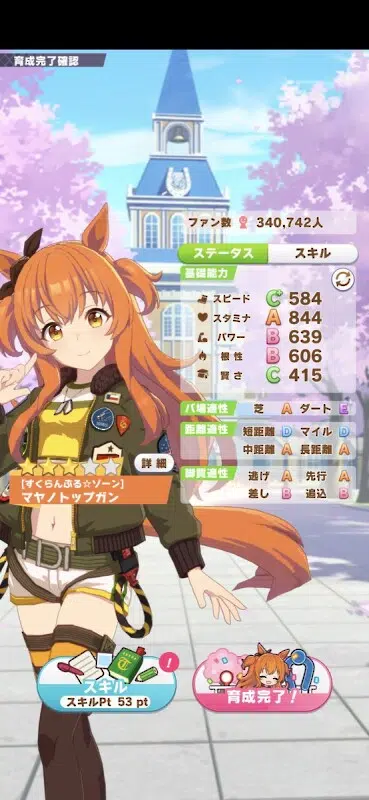 育成完了確認
ファン数 340,742人
ステータス スキル
基礎能力
スピード C+ 584
スタミナ A 844
パワー B 639
根性 B 606
賢さ C 415
バ場適性 芝 A ダート E
距離適性 短距離 D マイル D
中距離 A 長距離 A
脚質適性 逃げ A 先行 A
差し B 追込 B
詳細
[すくらんぶる☆ゾーン]
マヤノトップガン
スキル
スキルPt 53 pt
育成完了!